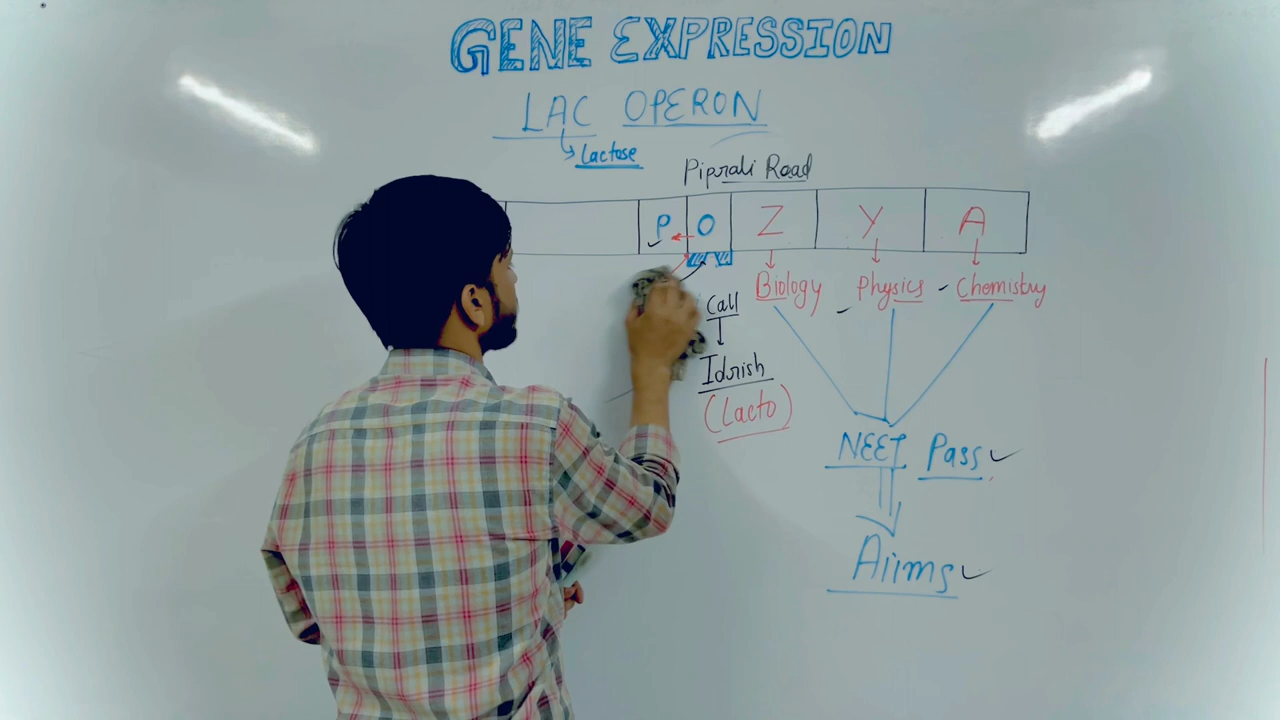 GENE EXPRESSION
LAC OPERON
Lactose
Piprali Road
P O Z Y A
Biology Physics Chemistry
Call
Idrish
(Lacto)
NEET Pass
Aiims